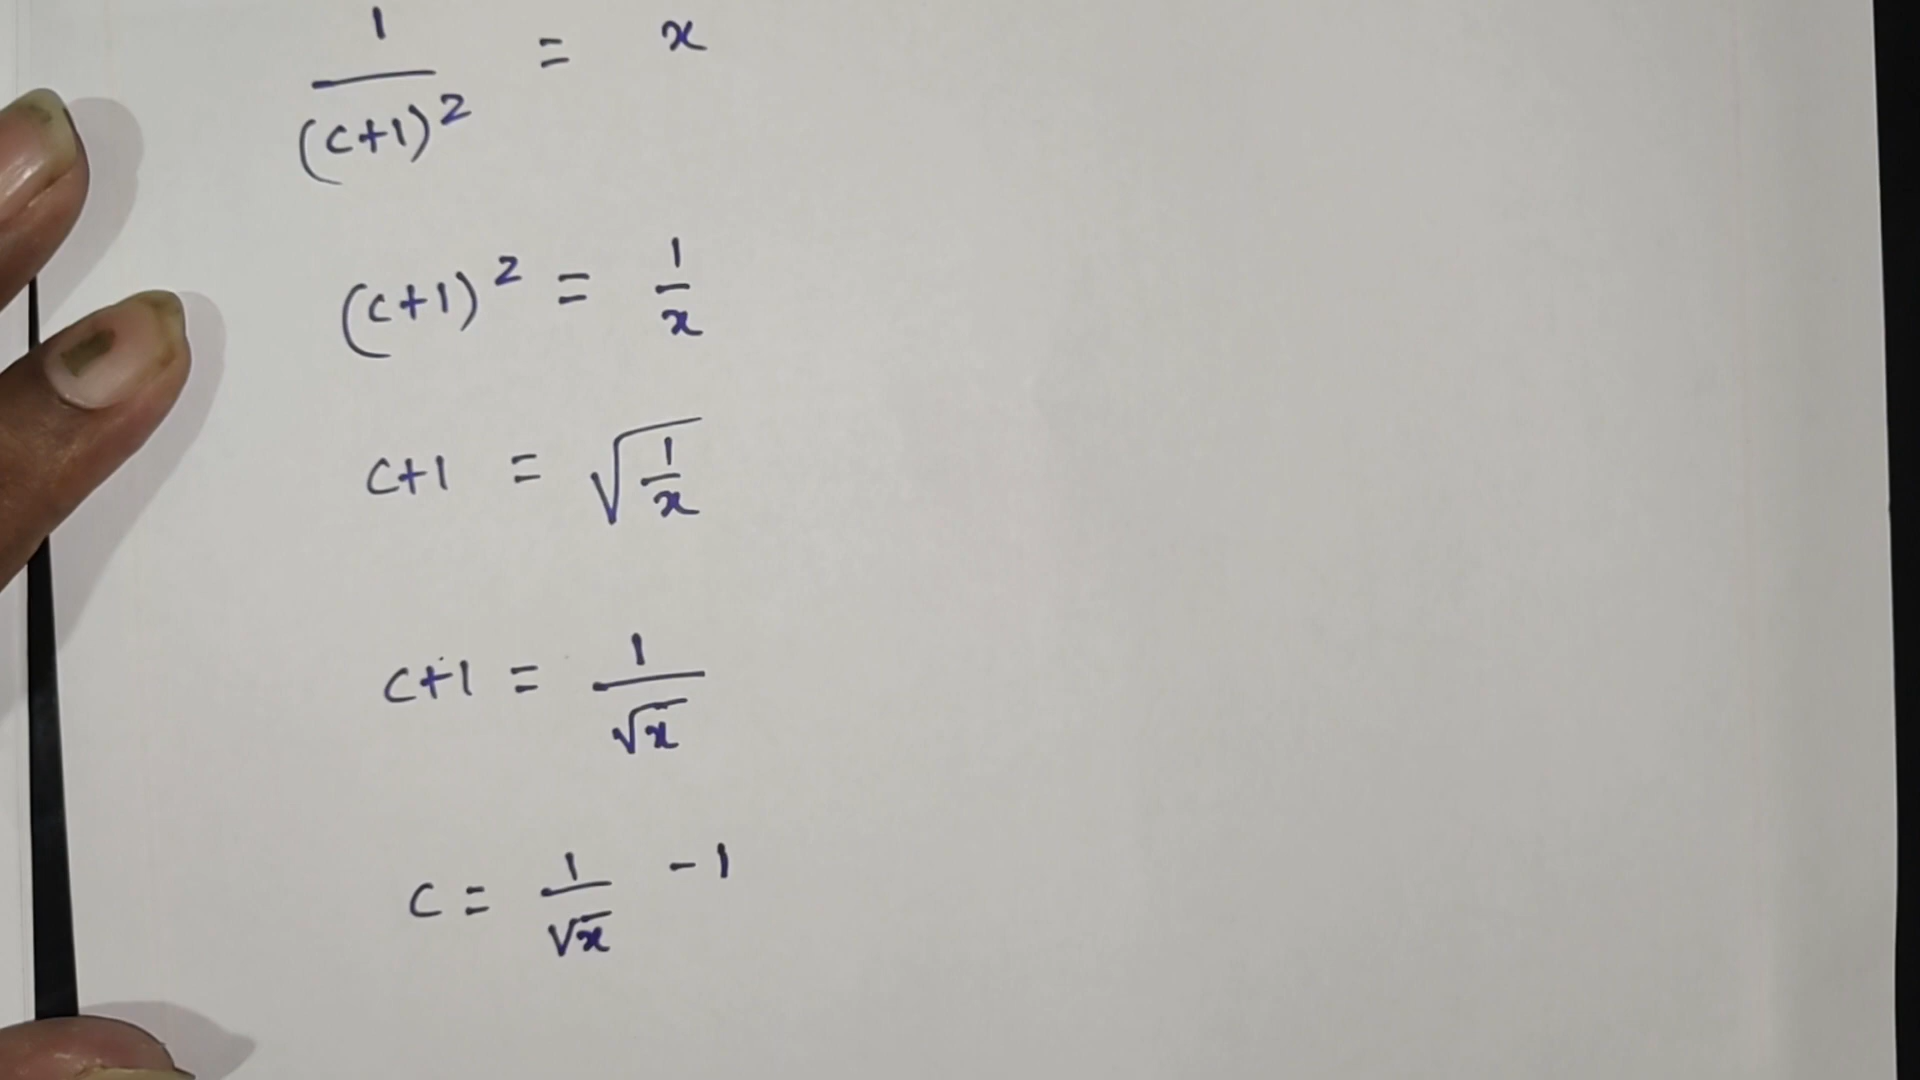 1/(c+1)² = x
(c+1)² = 1/x
c+1 = √(1/x)
c+1 = 1/√x
c = 1/√x - 1